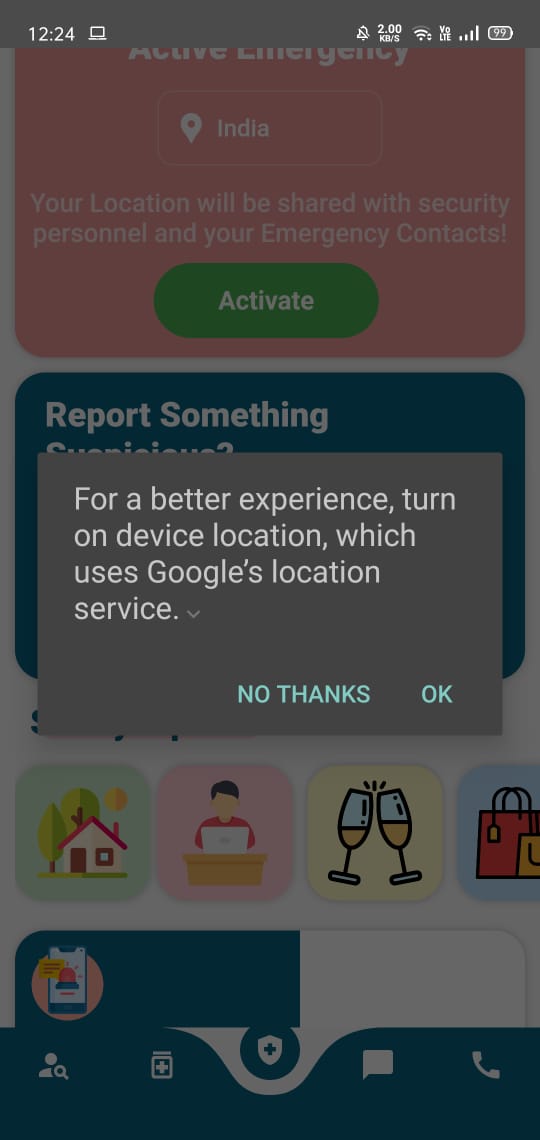 12:24
2.00
KB/S
Vo
LTE
99
Active Emergency
India
Your Location will be shared with security
personnel and your Emergency Contacts!
Activate
Report Something
Suspicious?
For a better experience, turn
on device location, which
uses Google's location
service.
NO THANKS
OK